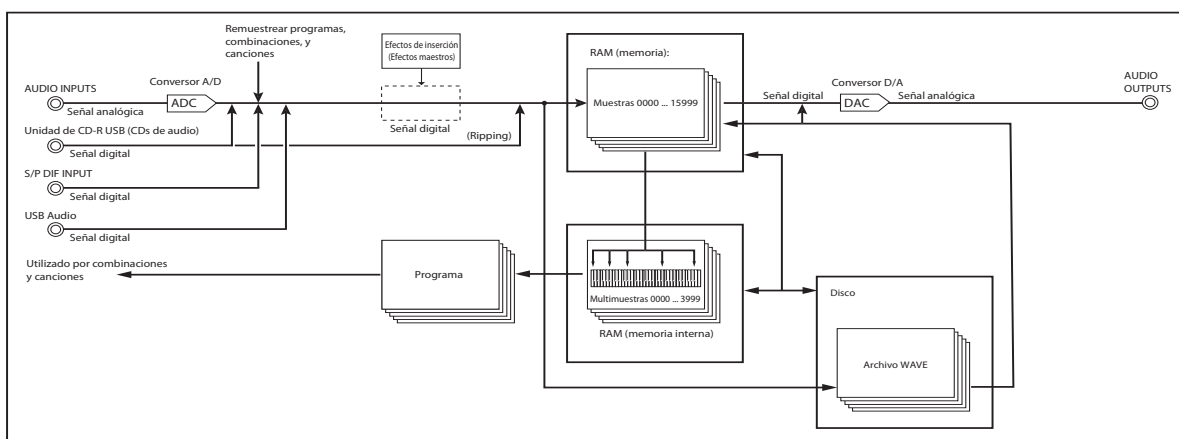 Remuestrear programas,
combinaciones, y
canciones
Efectos de inserción
(Efectos maestros)
RAM (memoria):
AUDIO INPUTS
Conversor A/D
ADC
Señal analógica
Señal digital
Muestras 0000 ... 15999
Señal digital
Conversor D/A
DAC
Señal analógica
AUDIO
OUTPUTS
Unidad de CD-R USB (CDs de audio)
Señal digital
(Ripping)
S/P DIF INPUT
Señal digital
USB Audio
Señal digital
Utilizado por combinaciones
y canciones
Programa
Multimuestras 0000 ... 3999
RAM (memoria interna)
Disco
Archivo WAVE